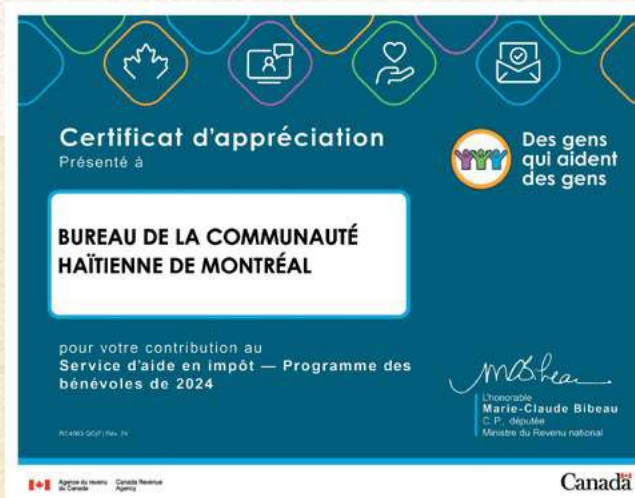 Certificat d'appréciation
Présenté à
Des gens
qui aident
des gens
BUREAU DE LA COMMUNAUTÉ
HAÏTIENNE DE MONTRÉAL
pour votre contribution au
Service d'aide en impôt — Programme des
bénévoles de 2024
L'honorable
Marie-Claude Bibeau
C. P., députée
Ministre du Revenu national
Agence du revenu
du Canada
Canada Revenue
Agency
Canada